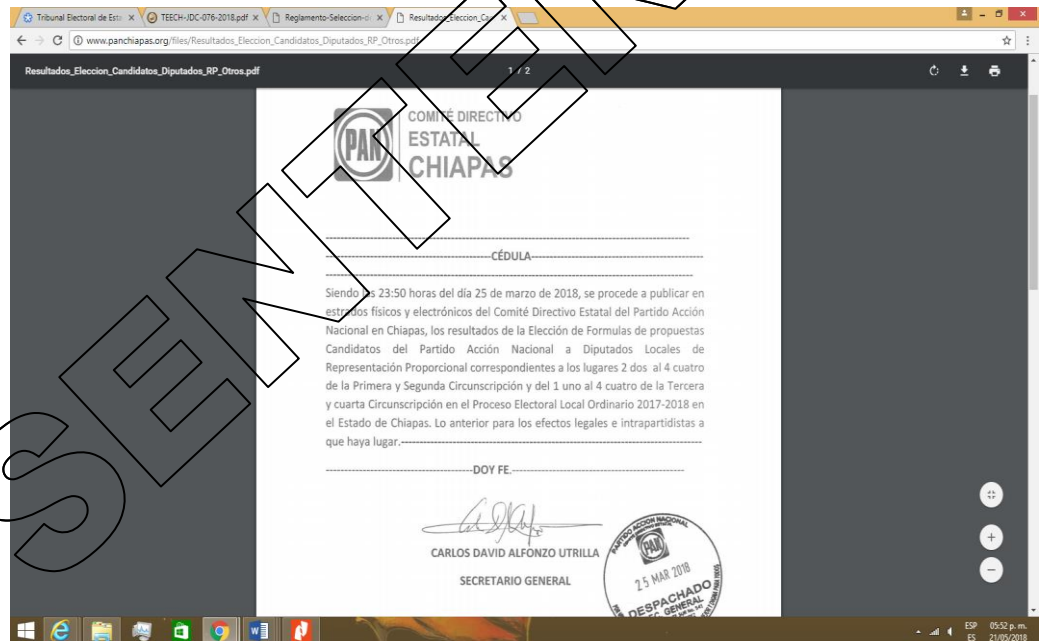 Tribunal Electoral de Esta
TEECH-JDC-076-2018.pdf
Reglamento-Seleccion-d
Resultados_Eleccion_Can
www.panchiapas.org/files/Resultados_Eleccion_Candidatos_Diputados_RP_Otros.pdf
Resultados_Eleccion_Candidatos_Diputados_RP_Otros.pdf
1 / 2
PAN
COMITÉ DIRECTIVO
ESTATAL
CHIAPAS
CÉDULA
Siendo las 23:50 horas del día 25 de marzo de 2018, se procede a publicar en
estrados físicos y electrónicos del Comité Directivo Estatal del Partido Acción
Nacional en Chiapas, los resultados de la Elección de Formulas de propuestas
Candidatos del Partido Acción Nacional a Diputados Locales de
Representación Proporcional correspondientes a los lugares 2 dos al 4 cuatro
de la Primera y Segunda Circunscripción y del 1 uno al 4 cuatro de la Tercera
y cuarta Circunscripción en el Proceso Electoral Local Ordinario 2017-2018 en
el Estado de Chiapas. Lo anterior para los efectos legales e intrapartidistas a
que haya lugar.
DOY FE.
CARLOS DAVID ALFONZO UTRILLA
SECRETARIO GENERAL
PARTIDO ACCION NACIONAL
PAN
25 MAR 2018
DESPACHADO
SEC. GENERAL
SENTEN
ESP 05:52 p. m.
ES 21/05/2018